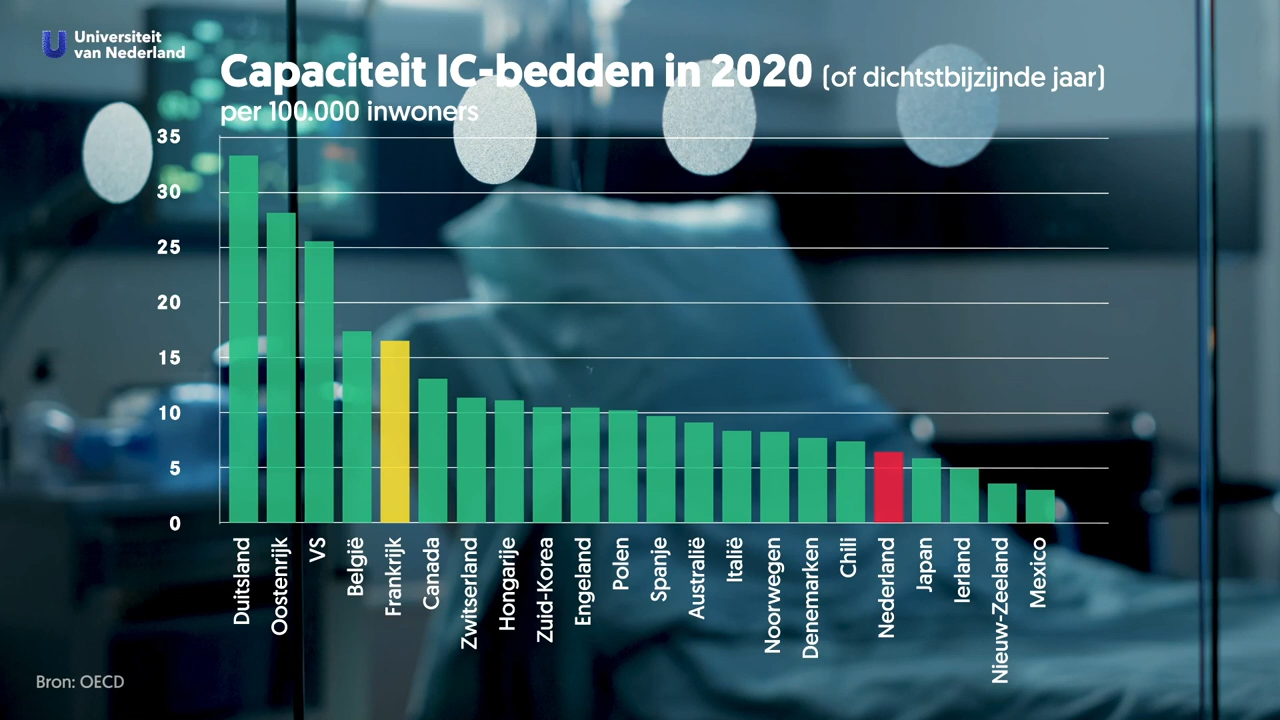 Universiteit
van Nederland
Capaciteit IC-bedden in 2020 (of dichtstbijzijnde jaar)
per 100.000 inwoners
35
30
25
20
15
10
5
0
Duitsland
Oostenrijk
VS
België
Frankrijk
Canada
Zwitserland
Hongarije
Zuid-Korea
Engeland
Polen
Spanje
Australië
Italië
Noorwegen
Denemarken
Chili
Nederland
Japan
Ierland
Nieuw-Zeeland
Mexico
Bron: OECD